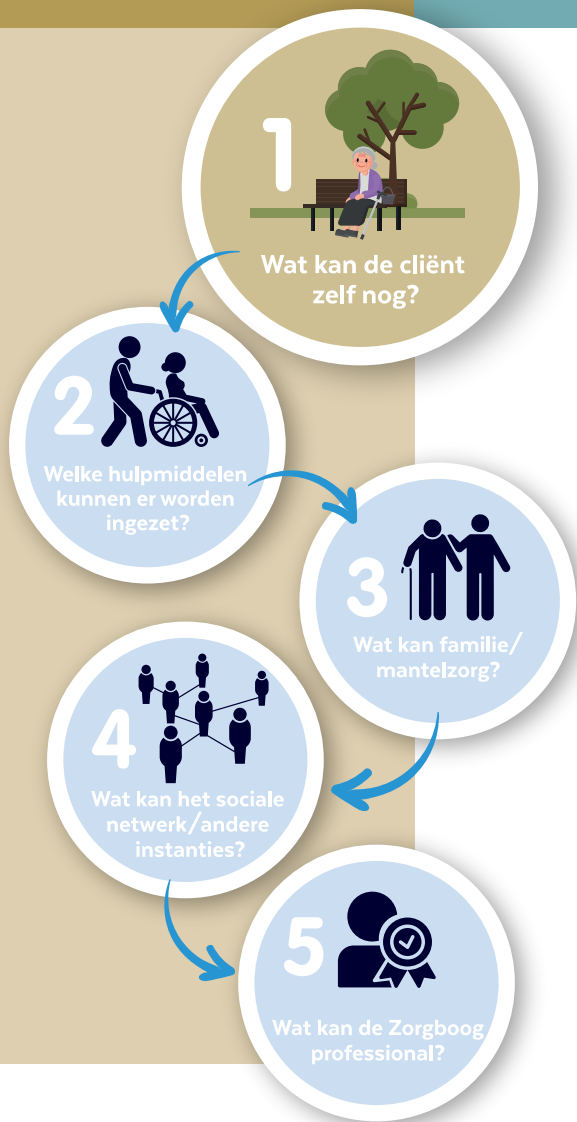 1
Wat kan de cliënt
zelf nog?
2
Welke hulpmiddelen
kunnen er worden
ingezet?
3
Wat kan familie/
mantelzorg?
4
Wat kan het sociale
netwerk/andere
instanties?
5
Wat kan de Zorgboog
professional?